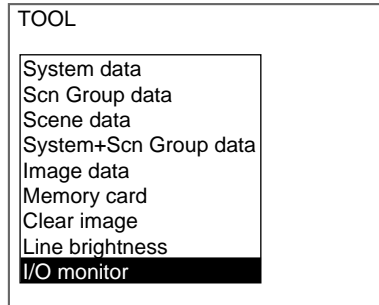 TOOL
System data
Scn Group data
Scene data
System+Scn Group data
Image data
Memory card
Clear image
Line brightness
I/O monitor